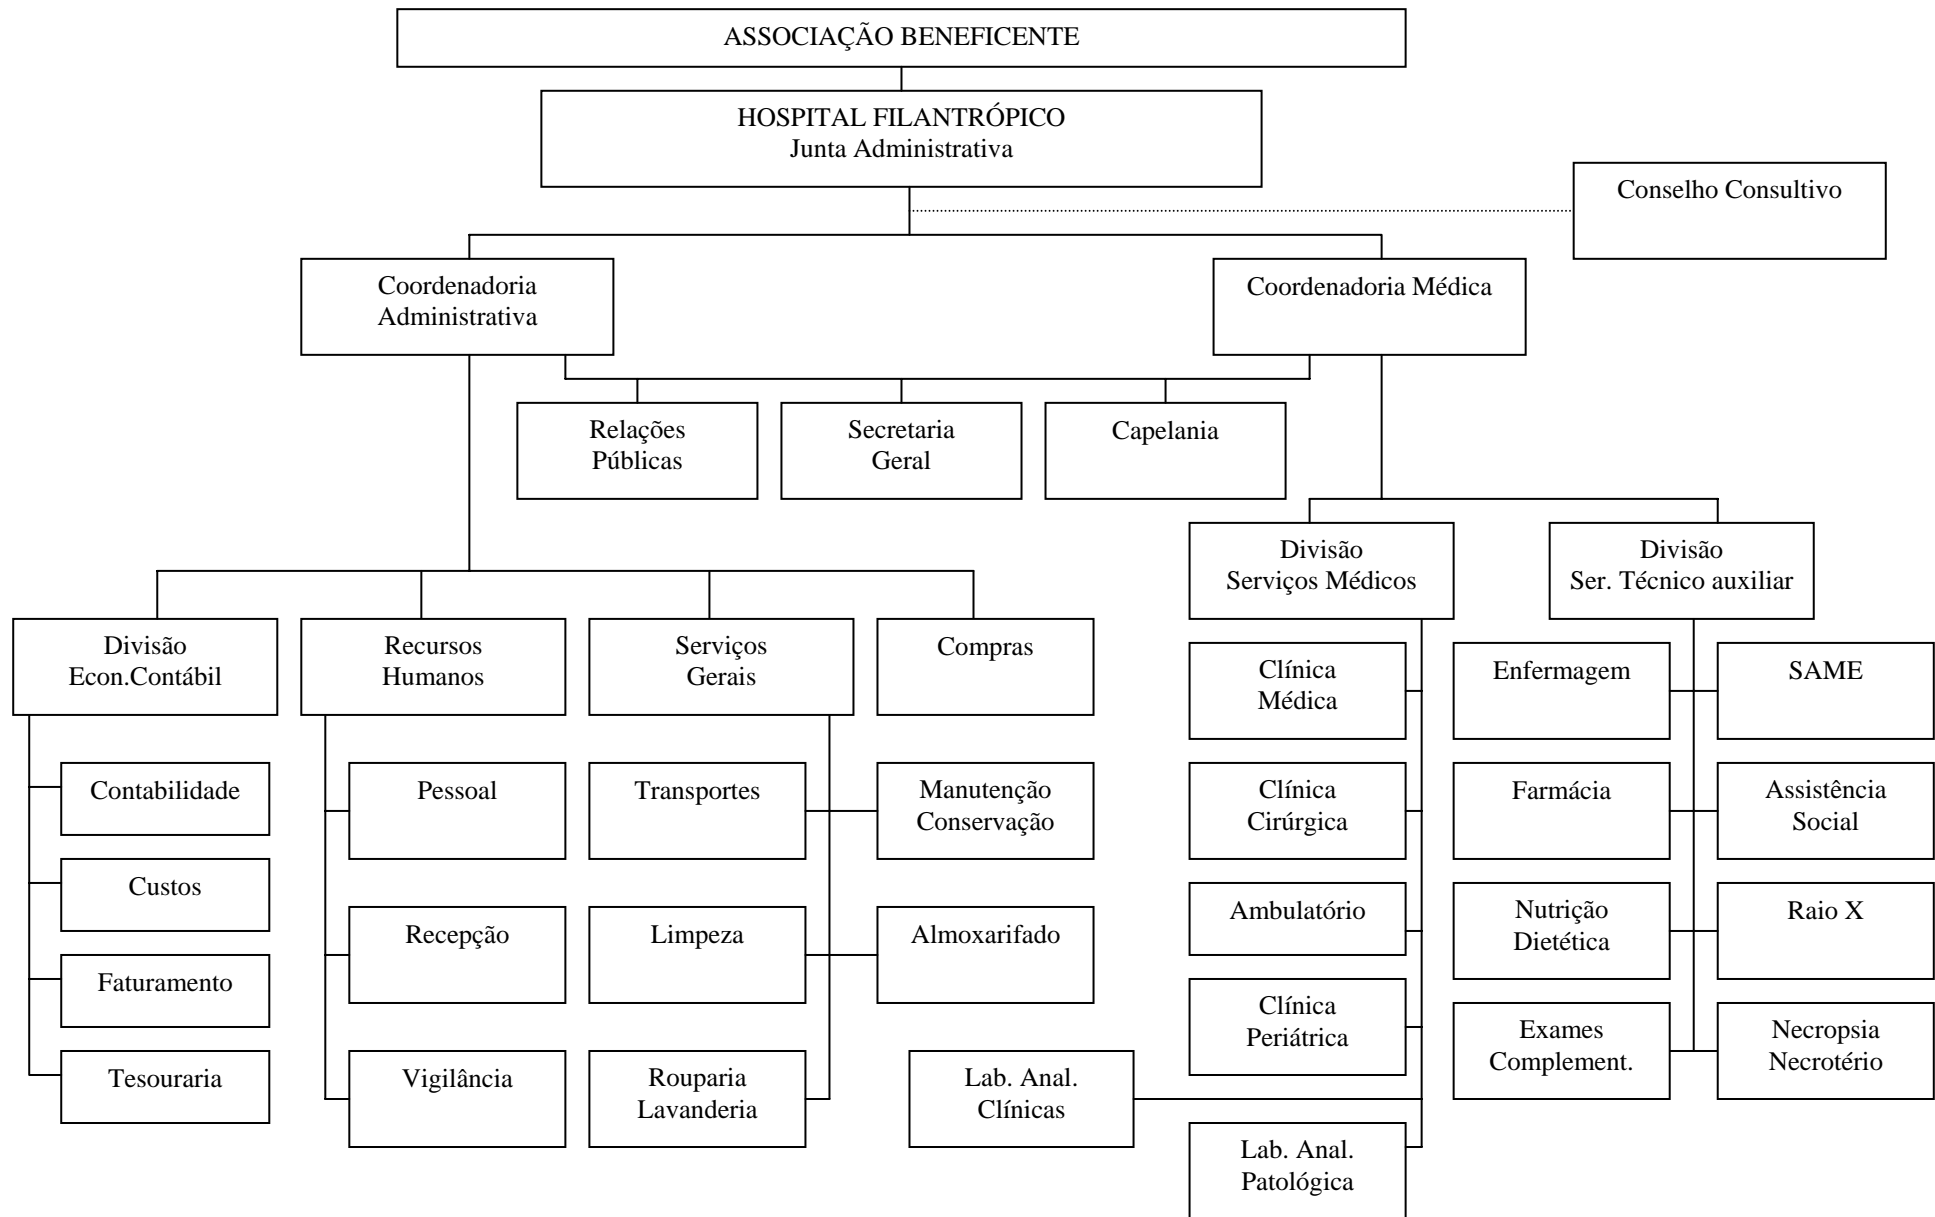 ASSOCIAÇÃO BENEFICENTE
HOSPITAL FILANTRÓPICO
Junta Administrativa
Conselho Consultivo
Coordenadoria
Administrativa
Coordenadoria Médica
Relações
Públicas
Secretaria
Geral
Capelania
Divisão
Serviços Médicos
Divisão
Ser. Técnico auxiliar
Divisão
Econ.Contábil
Recursos
Humanos
Serviços
Gerais
Compras
Clínica
Médica
Enfermagem
SAME
Contabilidade
Pessoal
Transportes
Manutenção
Conservação
Clínica
Cirúrgica
Farmácia
Assistência
Social
Custos
Recepção
Limpeza
Almoxarifado
Ambulatório
Nutrição
Dietética
Raio X
Faturamento
Clínica
Periátrica
Exames
Complement.
Necropsia
Necrotério
Tesouraria
Vigilância
Rouparia
Lavanderia
Lab. Anal.
Clínicas
Lab. Anal.
Patológica